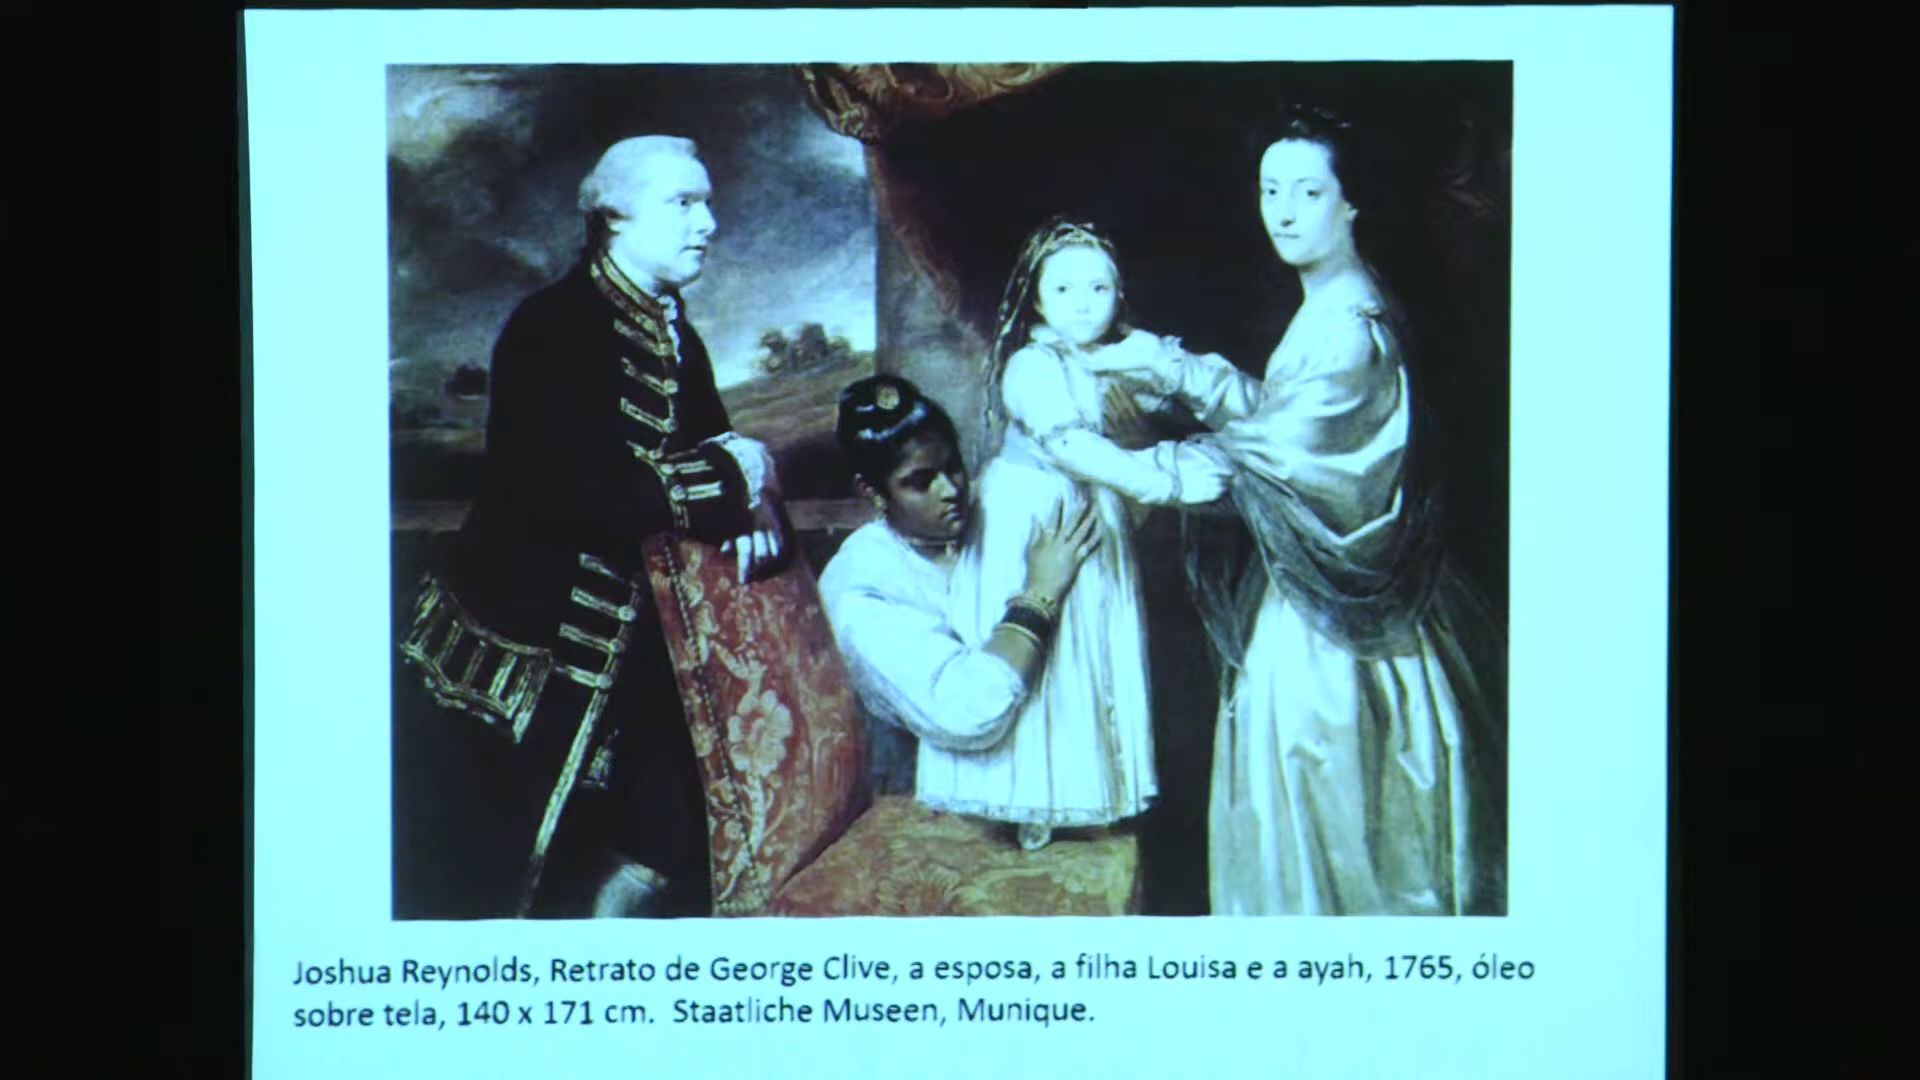 Joshua Reynolds, Retrato de George Clive, a esposa, a filha Louisa e a ayah, 1765, óleo
sobre tela, 140 x 171 cm. Staatliche Museen, Munique.